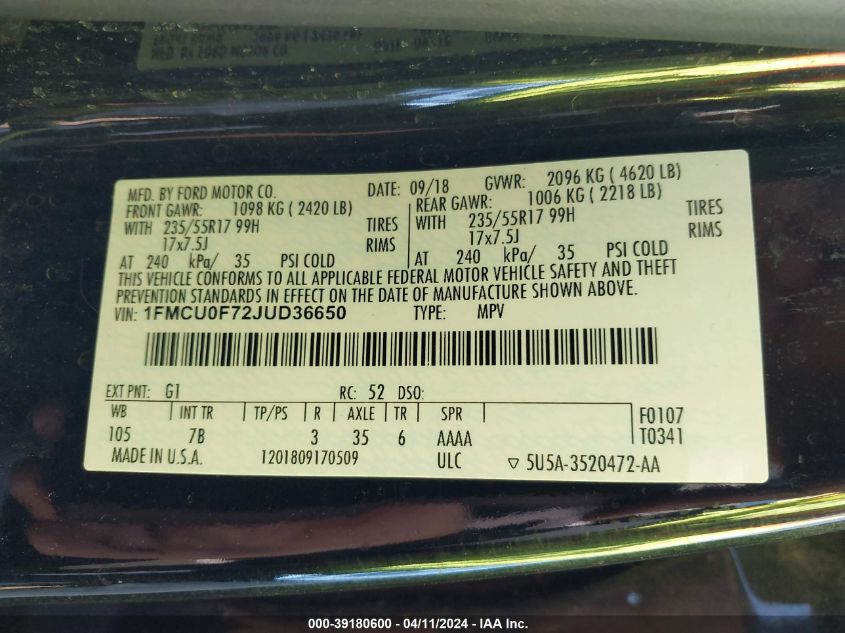 MFD. BY FORD MOTOR CO. DATE: 09/18 GVWR: 2096 KG ( 4620 LB)
FRONT GAWR: 1098 KG ( 2420 LB) REAR GAWR: 1006 KG ( 2218 LB)
WITH 235/55R17 99H TIRES WITH 235/55R17 99H TIRES
17x7.5J RIMS 17x7.5J RIMS
AT 240 kPa/ 35 PSI COLD AT 240 kPa/ 35 PSI COLD
THIS VEHICLE CONFORMS TO ALL APPLICABLE FEDERAL MOTOR VEHICLE SAFETY AND THEFT
PREVENTION STANDARDS IN EFFECT ON THE DATE OF MANUFACTURE SHOWN ABOVE.
VIN: 1FMCU0F72JUD36650 TYPE: MPV
EXT PNT: G1 RC: 52 DSO:
WB INT TR TP/PS R AXLE TR SPR F0107
105 7B 3 35 6 AAAA T0341
MADE IN U.S.A. 1201809170509 ULC ▽ 5U5A-3520472-AA
000-39180600 - 04/11/2024 - IAA Inc.